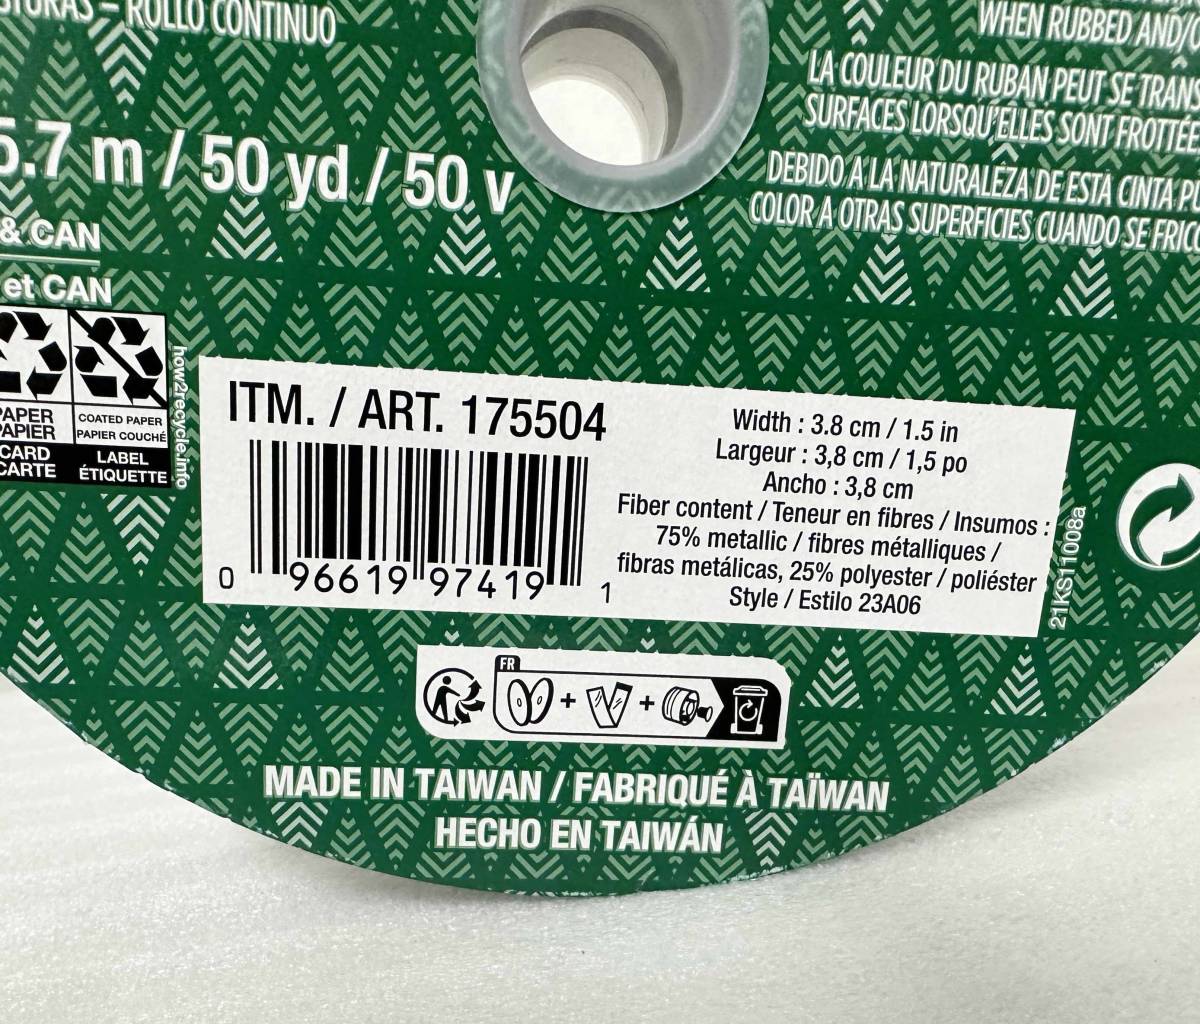 ROLLO CONTINUO
5.7 m / 50 yd / 50 v
& CAN
et CAN
PAPER
PAPIER
CARD
CARTE
COATED PAPER
PAPIER COUCHÉ
LABEL
ÉTIQUETTE
how2recycle.info
WHEN RUBBED AND/
LA COULEUR DU RUBAN PEUT SE TRANS
SURFACES LORSQU'ELLES SONT FROTTÉE
DEBIDO A LA NATURALEZA DE ESTA CINTA
COLOR A OTRAS SUPERFICIES CUANDO SE FRICC
ITM. / ART. 175504
0 96619 97419 1
Width : 3.8 cm / 1.5 in
Largeur : 3,8 cm / 1,5 po
Ancho : 3,8 cm
Fiber content / Teneur en fibres / Insumos :
75% metallic / fibres métalliques /
fibras metálicas, 25% polyester / poliéster
Style / Estilo 23A06
21KS11008a
FR
MADE IN TAIWAN / FABRIQUÉ À TAÏWAN
HECHO EN TAIWÁN